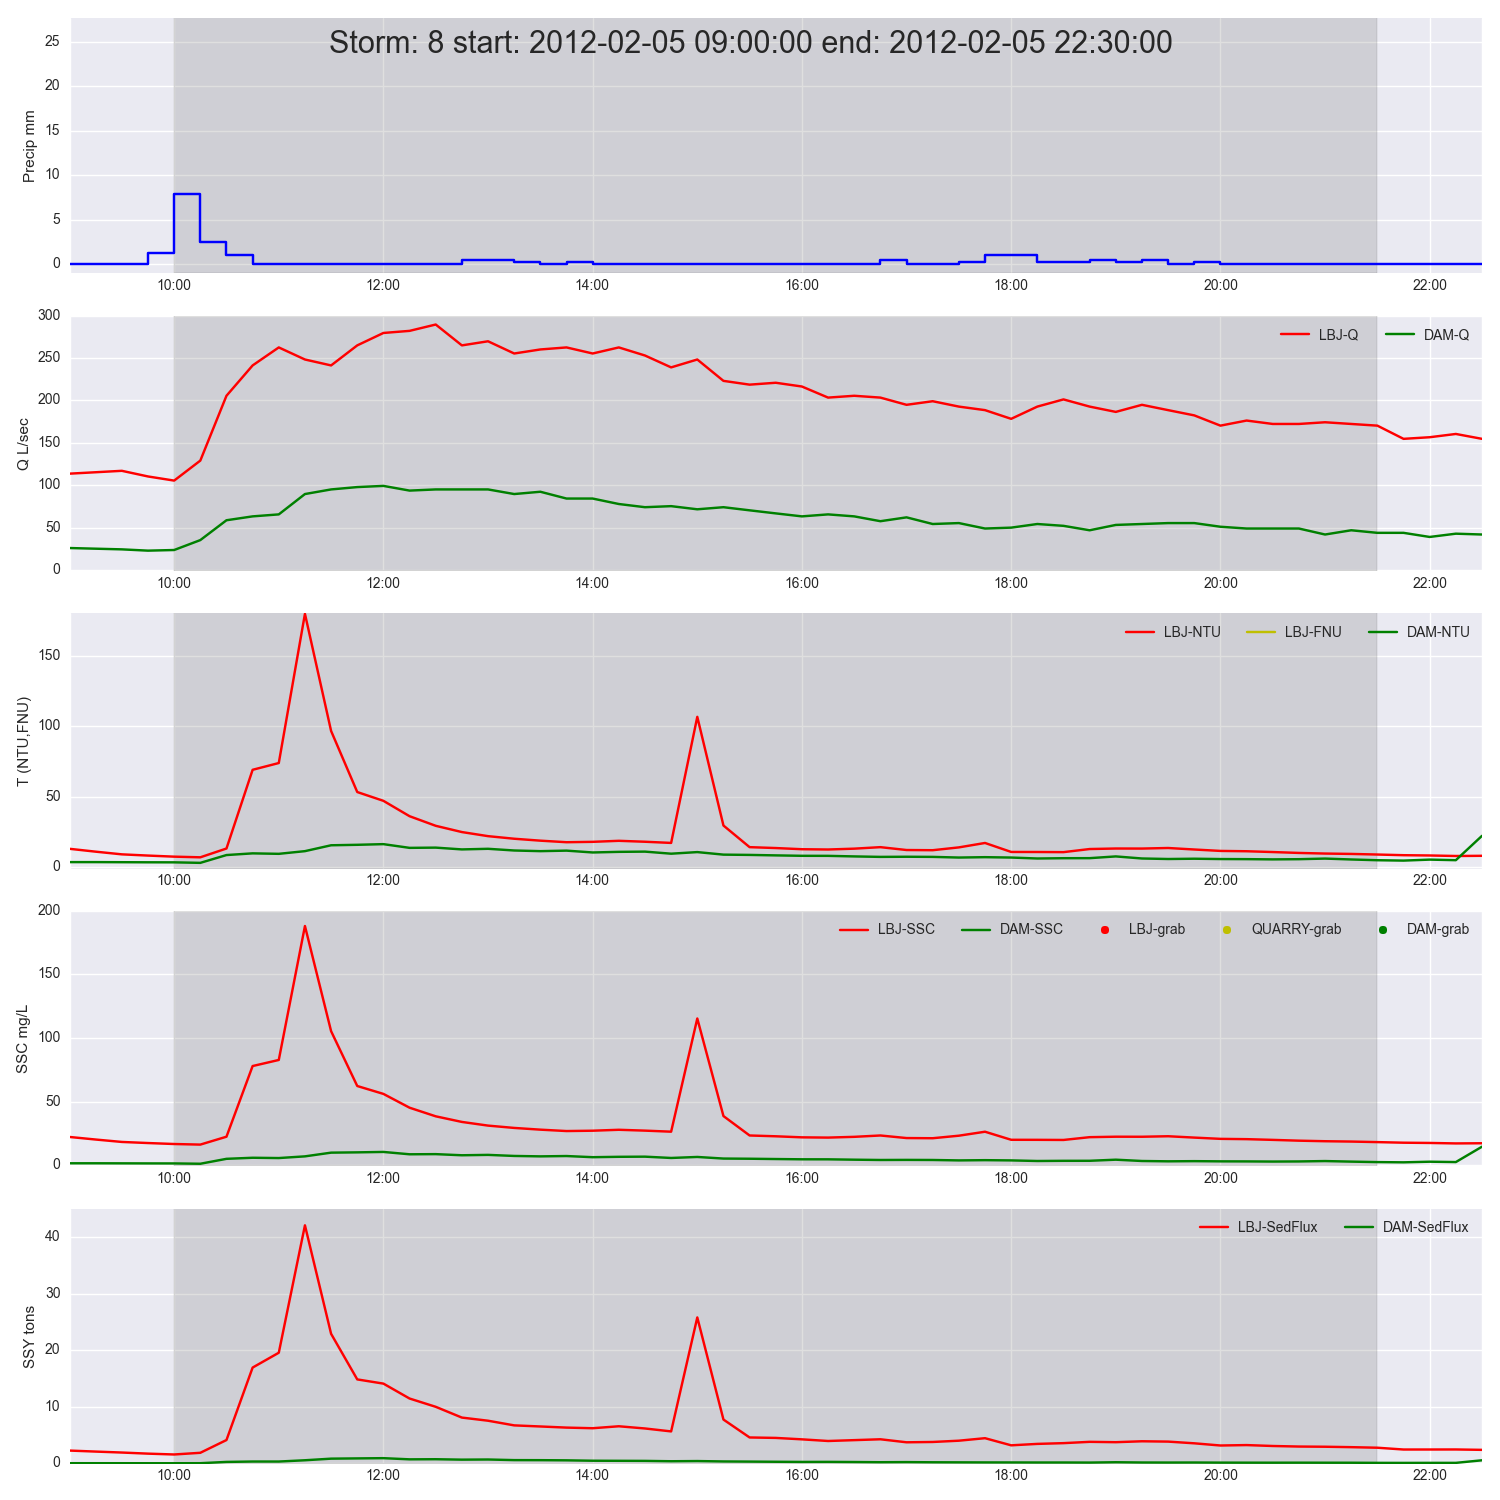 Storm: 8 start: 2012-02-05 09:00:00 end: 2012-02-05 22:30:00
Precip mm
25
20
15
10
5
0
10:00 12:00 14:00 16:00 18:00 20:00 22:00
Q L/sec
300
250
200
150
100
50
0
LBJ-Q DAM-Q
10:00 12:00 14:00 16:00 18:00 20:00 22:00
T (NTU,FNU)
150
100
50
0
LBJ-NTU LBJ-FNU DAM-NTU
10:00 12:00 14:00 16:00 18:00 20:00 22:00
SSC mg/L
200
150
100
50
0
LBJ-SSC DAM-SSC LBJ-grab QUARRY-grab DAM-grab
10:00 12:00 14:00 16:00 18:00 20:00 22:00
SSY tons
40
30
20
10
0
LBJ-SedFlux DAM-SedFlux
10:00 12:00 14:00 16:00 18:00 20:00 22:00